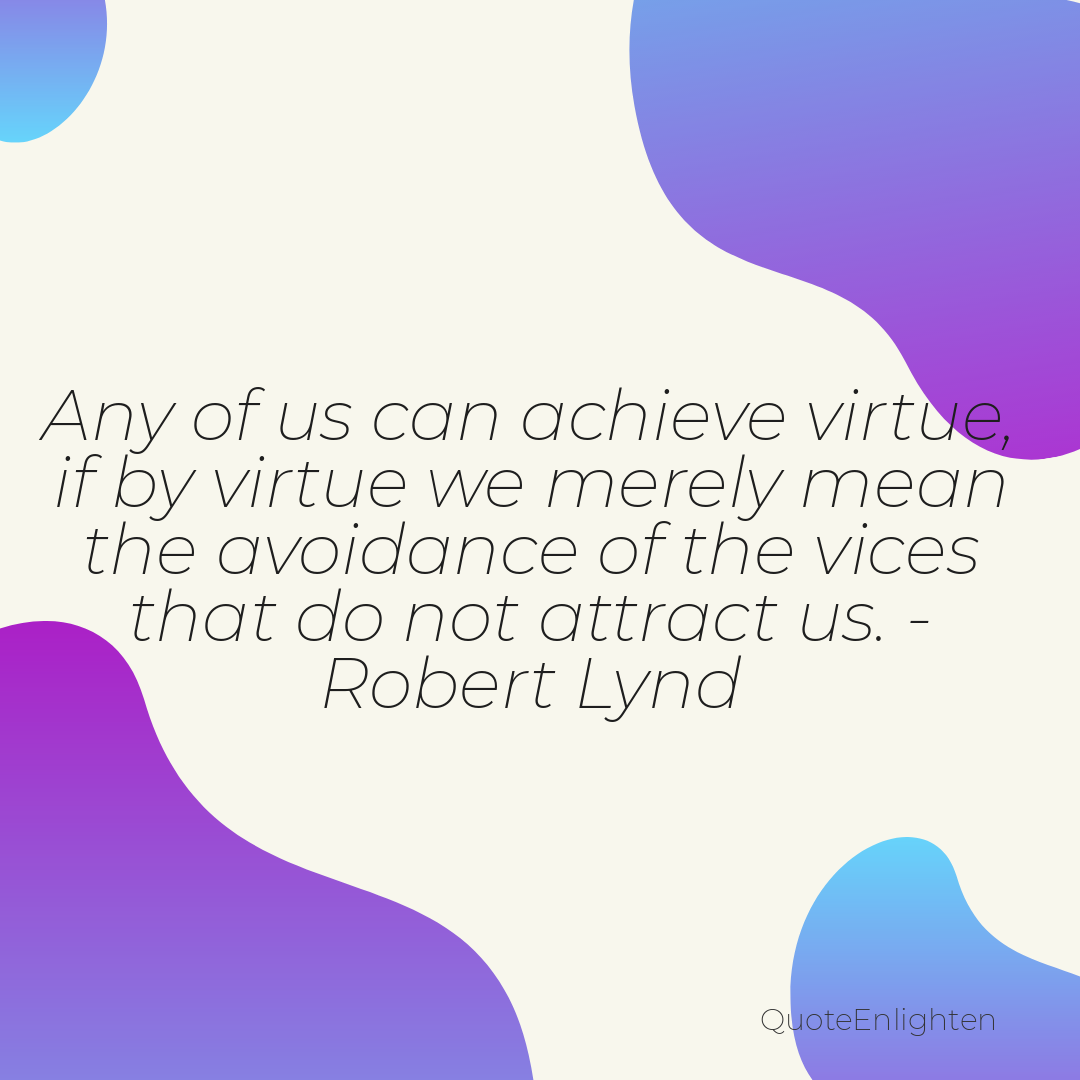 Any of us can achieve virtue,
if by virtue we merely mean
the avoidance of the vices
that do not attract us. -
Robert Lynd
QuoteEnlighten